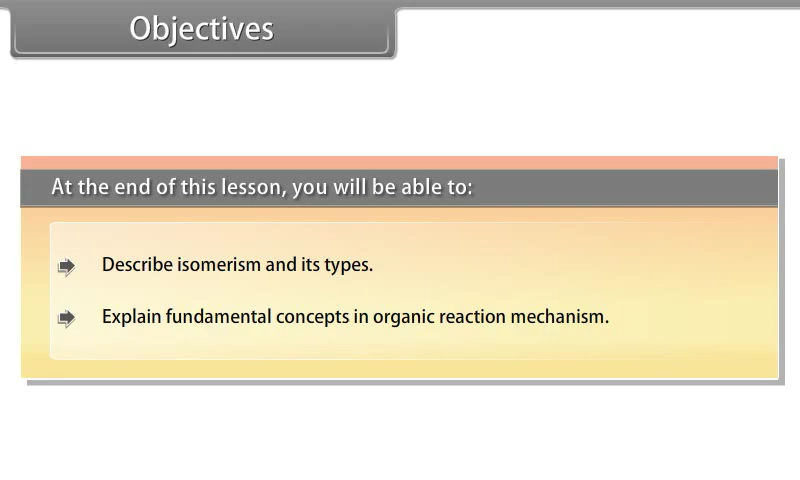 Objectives
At the end of this lesson, you will be able to:
Describe isomerism and its types.
Explain fundamental concepts in organic reaction mechanism.